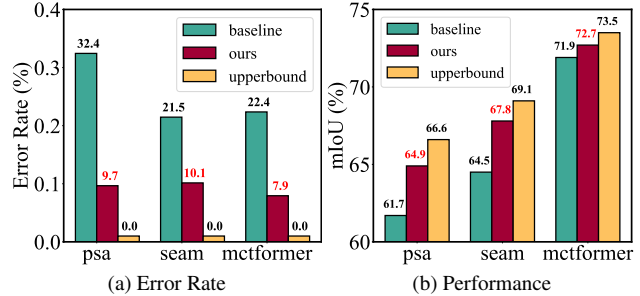 0.4
0.3
0.2
0.1
0.0
Error Rate (%)
baseline
ours
upperbound
32.4
9.7
0.0
21.5
10.1
0.0
22.4
7.9
0.0
psa
seam
mctformer
(a) Error Rate
75
70
65
60
mIoU (%)
baseline
ours
upperbound
61.7
64.9
66.6
64.5
67.8
69.1
71.9
72.7
73.5
psa
seam
mctformer
(b) Performance